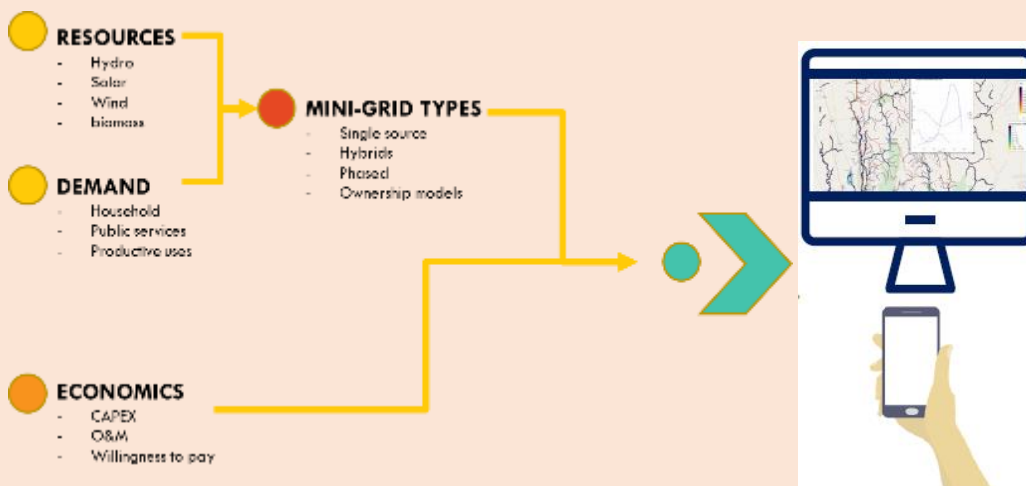 RESOURCES
- Hydro
- Solar
- Wind
- biomass
MINI-GRID TYPES
- Single source
- Hybrids
- Phased
- Ownership models
DEMAND
- Household
- Public services
- Productive uses
ECONOMICS
- CAPEX
- O&M
- Willingness to pay